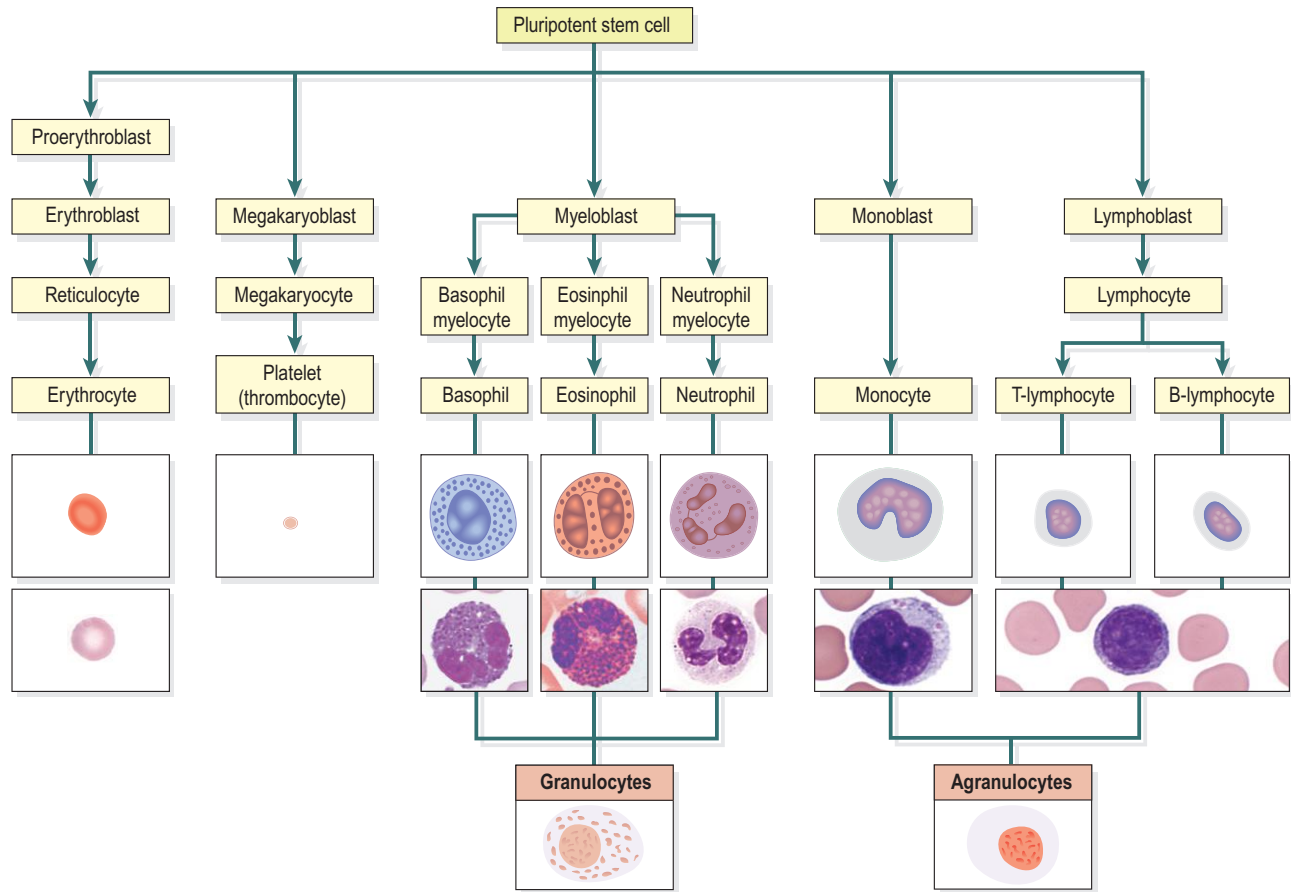 Pluripotent stem cell
Proerythroblast
Erythroblast
Megakaryoblast
Myeloblast
Monoblast
Lymphoblast
Reticulocyte
Megakaryocyte
Basophil
myelocyte
Eosinphil
myelocyte
Neutrophil
myelocyte
Lymphocyte
Erythrocyte
Platelet
(thrombocyte)
Basophil
Eosinophil
Neutrophil
Monocyte
T-lymphocyte
B-lymphocyte
Granulocytes
Agranulocytes